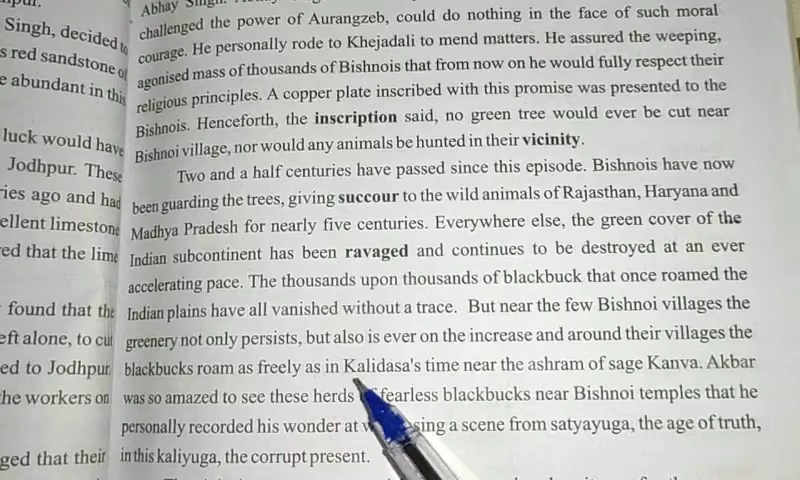 Singh, decided to
s red sandstone of
e abundant in this
luck would have
Jodhpur. These
ries ago and had
ellent limestone
ed that the lime
found that the
eft alone, to cut
ed to Jodhpur
he workers on
ged that their
Abhay
challenged the power of Aurangzeb, could do nothing in the face of such moral
courage. He personally rode to Khejadali to mend matters. He assured the weeping,
agonised mass of thousands of Bishnois that from now on he would fully respect their
religious principles. A copper plate inscribed with this promise was presented to the
Bishnois. Henceforth, the inscription said, no green tree would ever be cut near
Bishnoi village, nor would any animals be hunted in their vicinity.
Two and a half centuries have passed since this episode. Bishnois have now
been guarding the trees, giving succour to the wild animals of Rajasthan, Haryana and
Madhya Pradesh for nearly five centuries. Everywhere else, the green cover of the
Indian subcontinent has been ravaged and continues to be destroyed at an ever
accelerating pace. The thousands upon thousands of blackbuck that once roamed the
Indian plains have all vanished without a trace. But near the few Bishnoi villages the
greenery not only persists, but also is ever on the increase and around their villages the
blackbucks roam as freely as in Kalidasa's time near the ashram of sage Kanva. Akbar
was so amazed to see these herds of fearless blackbucks near Bishnoi temples that he
personally recorded his wonder at sing a scene from satyayuga, the age of truth,
in this kaliyuga, the corrupt present.